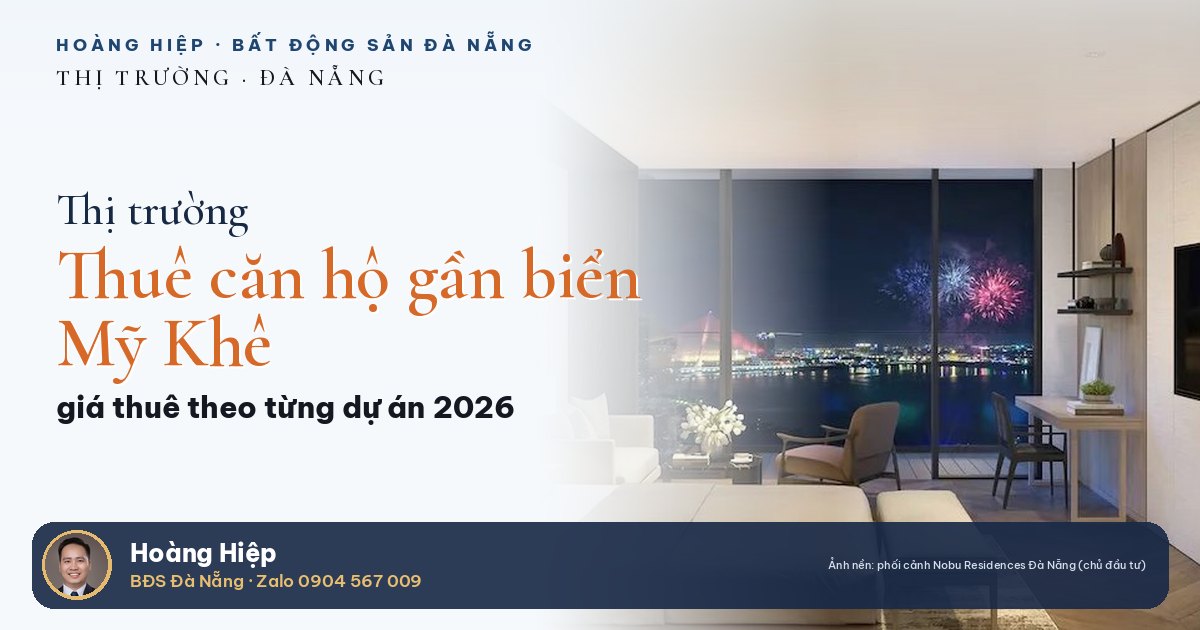 HOÀNG HIỆP · BẤT ĐỘNG SẢN ĐÀ NẴNG
THỊ TRƯỜNG · ĐÀ NẴNG
Thị trường
Thuê căn hộ gần biển
Mỹ Khê
giá thuê theo từng dự án 2026
Hoàng Hiệp
BĐS Đà Nẵng · Zalo 0904 567 009
Ảnh nền: phối cảnh Nobu Residences Đà Nẵng (chủ đầu tư)